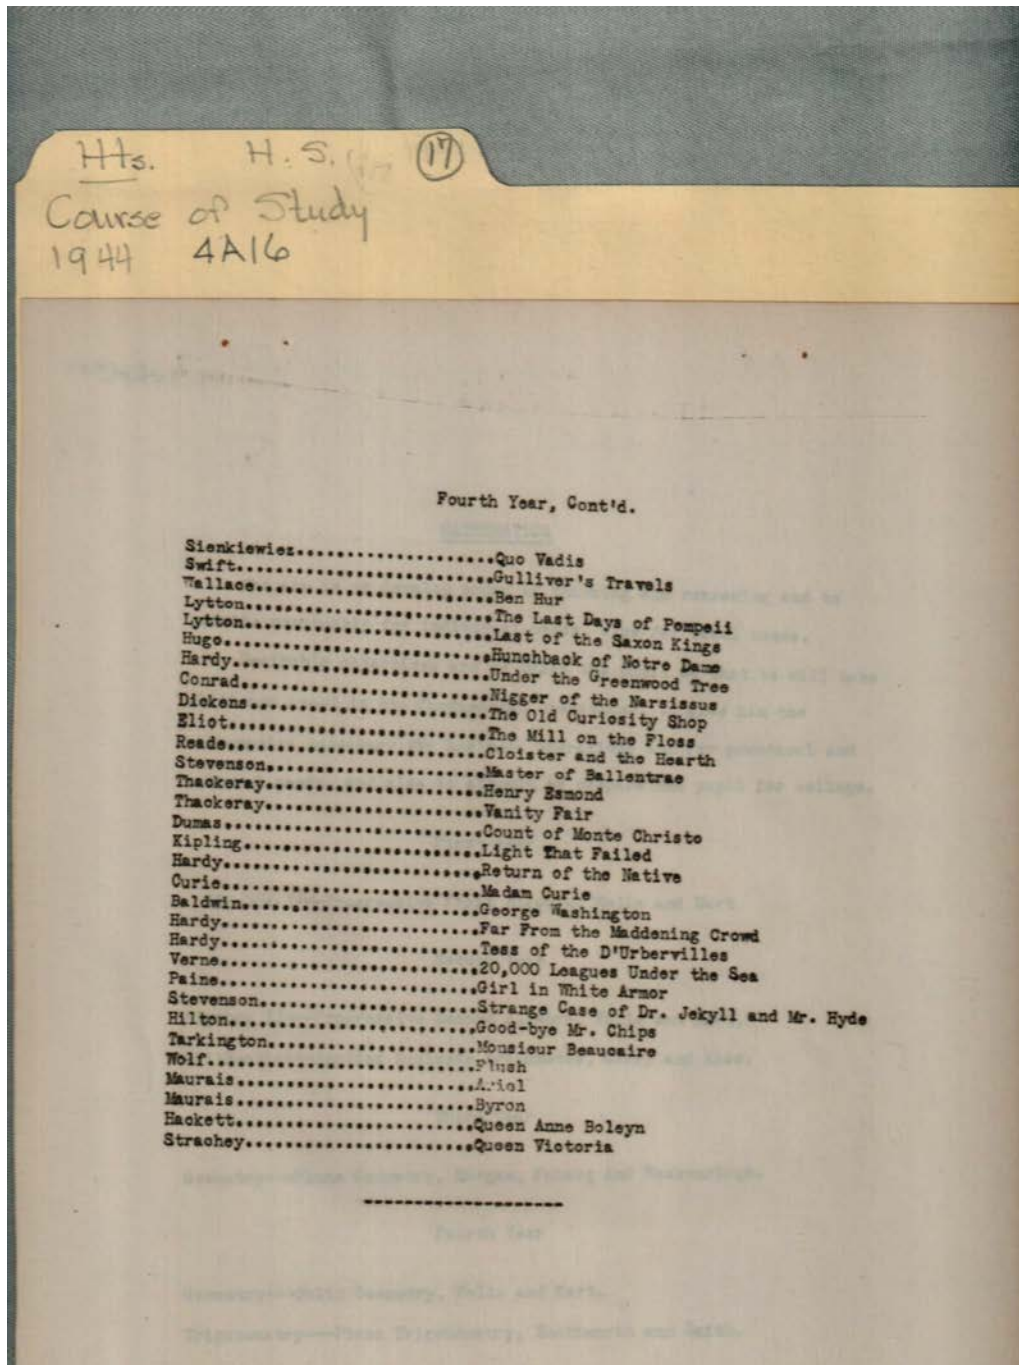 Hts. H. S. 17
Course of Study
1944 4A16
Fourth Year, Cont'd.
Sienkiewiez.....................Quo Vadis
Swift...........................Gulliver's Travels
Wallace.........................Ben Hur
Lytton..........................The Last Days of Pompeii
Lytton..........................Last of the Saxon Kings
Hugo............................Hunchback of Notre Dame
Hardy...........................Under the Greenwood Tree
Conrad..........................Nigger of the Narsissus
Dickens.........................The Old Curiosity Shop
Eliot...........................The Mill on the Floss
Reade...........................Cloister and the Hearth
Stevenson.......................Master of Ballentrae
Thackeray.......................Henry Esmond
Thackeray.......................Vanity Fair
Dumas...........................Count of Monte Christo
Kipling.........................Light That Failed
Hardy...........................Return of the Native
Curie...........................Madam Curie
Baldwin.........................George Washington
Hardy...........................Far From the Maddening Crowd
Hardy...........................Tess of the D'Urbervilles
Verne...........................20,000 Leagues Under the Sea
Paine...........................Girl in White Armor
Stevenson.......................Strange Case of Dr. Jekyll and Mr. Hyde
Hilton..........................Good-bye Mr. Chips
Tarkington......................Monsieur Beaucaire
Wolf............................Flush
Maurais.........................Ariel
Maurais.........................Byron
Hackett.........................Queen Anne Boleyn
Strachey........................Queen Victoria
--------------------
Fourth Year